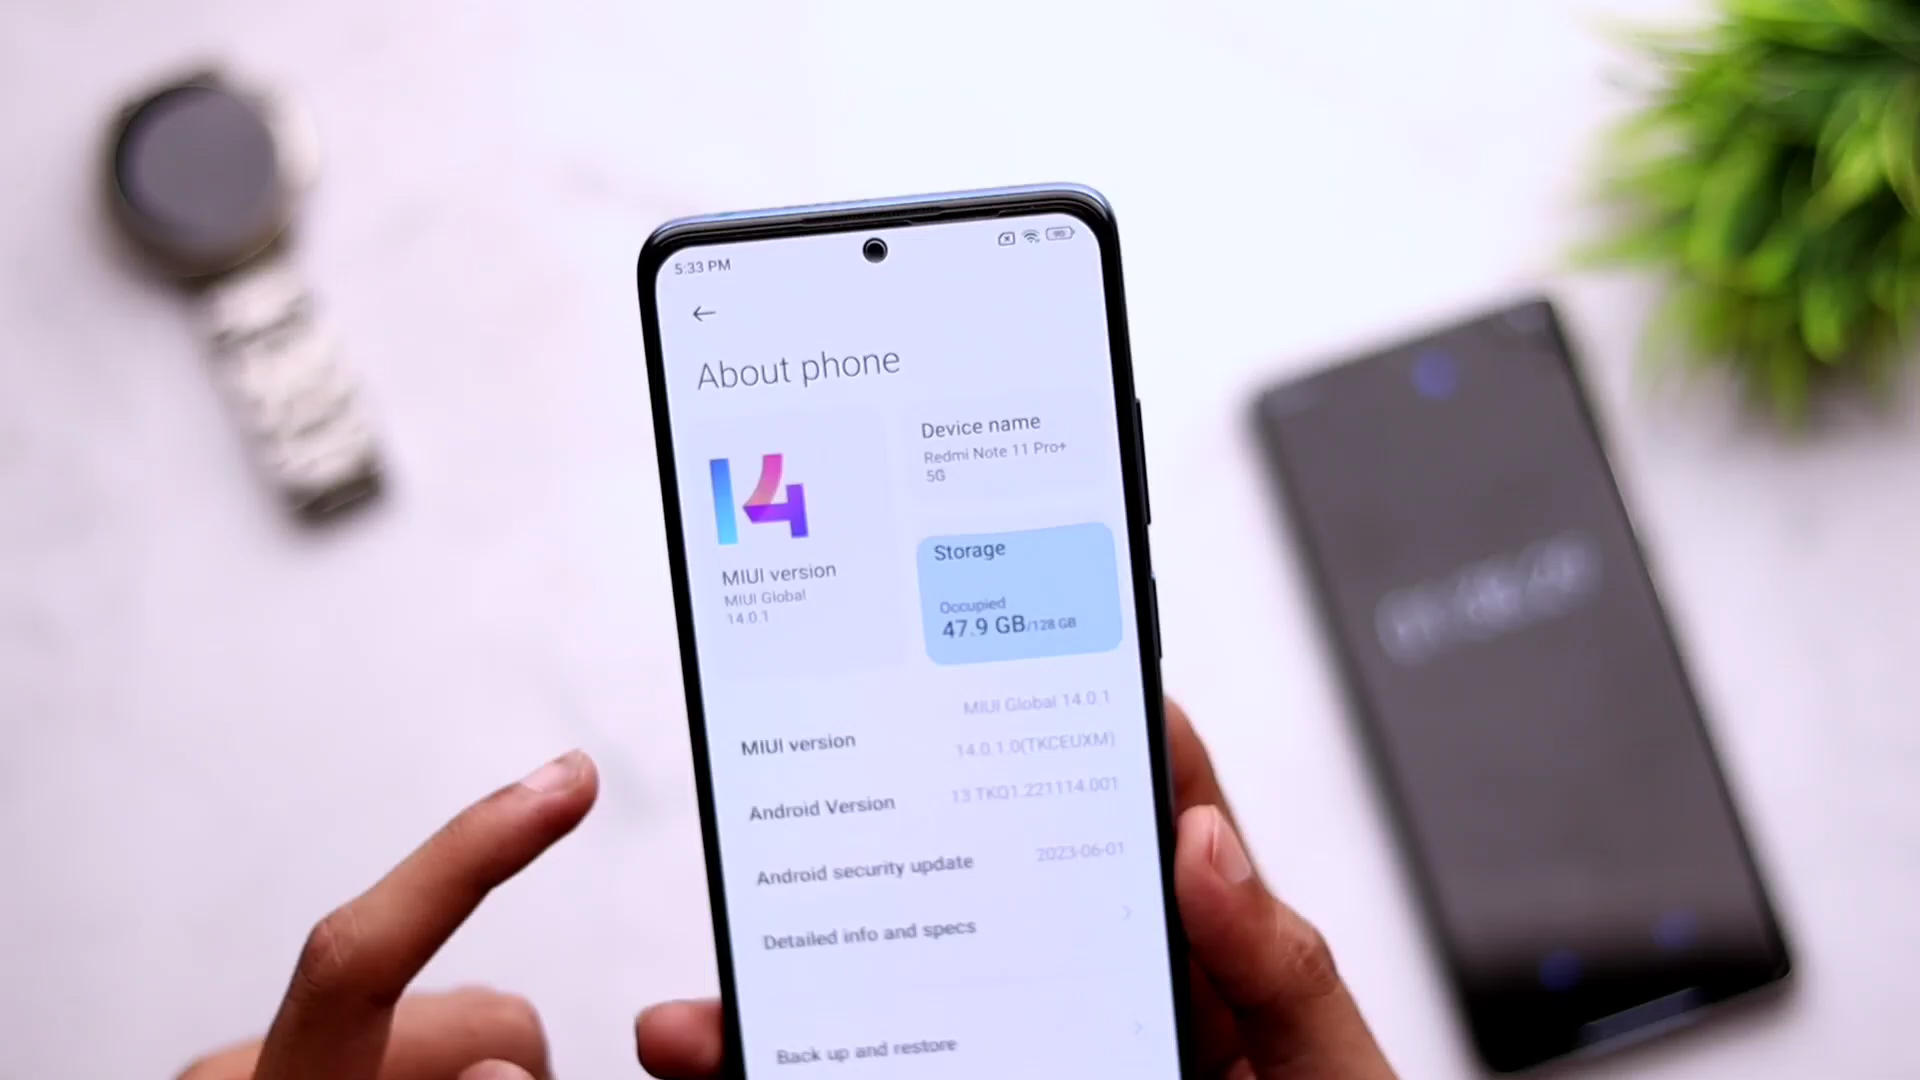 5:33 PM
About phone
14
MIUI version
MIUI Global
14.0.1
Device name
Redmi Note 11 Pro+
5G
Storage
Occupied
47.9 GB/128 GB
MIUI version
MIUI Global 14.0.1
14.0.1.0(TKCEUXM)
Android Version
13 TKQ1.221114.001
Android security update
2023-06-01
Detailed info and specs
Back up and restore